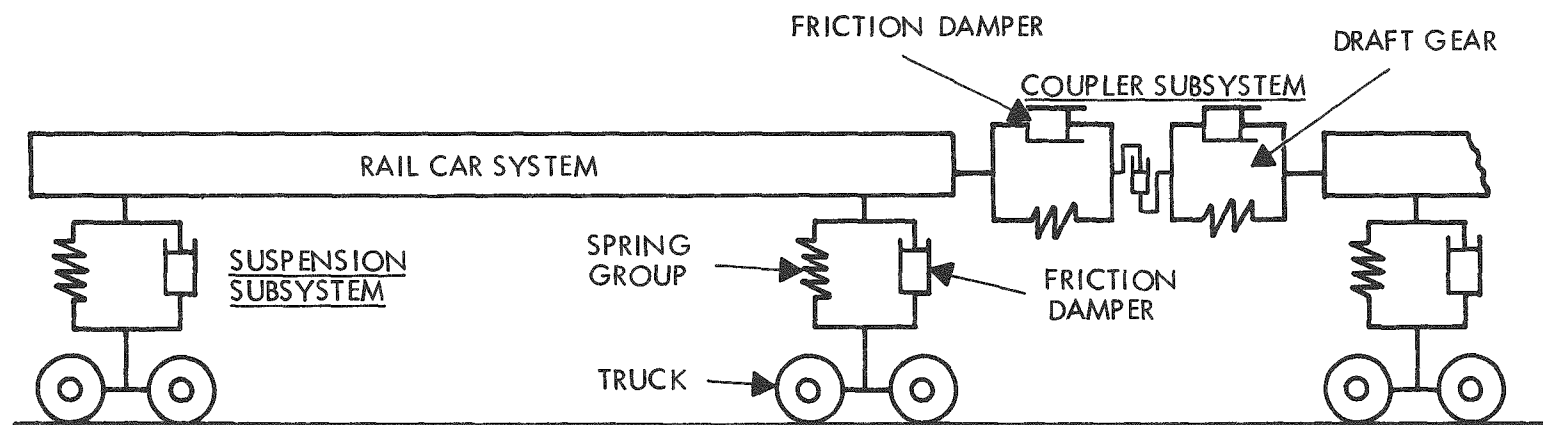 FRICTION DAMPER
DRAFT GEAR
COUPLER SUBSYSTEM
RAIL CAR SYSTEM
SUSPENSION
SUBSYSTEM
SPRING
GROUP
FRICTION
DAMPER
TRUCK